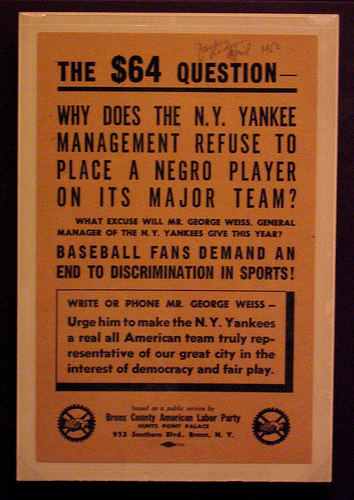 April 1953
THE $64 QUESTION—
WHY DOES THE N.Y. YANKEE
MANAGEMENT REFUSE TO
PLACE A NEGRO PLAYER
ON ITS MAJOR TEAM?
WHAT EXCUSE WILL MR. GEORGE WEISS, GENERAL
MANAGER OF THE N.Y. YANKEES GIVE THIS YEAR?
BASEBALL FANS DEMAND AN
END TO DISCRIMINATION IN SPORTS!
WRITE OR PHONE MR. GEORGE WEISS —
Urge him to make the N.Y. Yankees
a real all American team truly rep-
resentative of our great city in the
interest of democracy and fair play.
Issued as a public service by
Bronx County American Labor Party
HUNTS POINT PALACE
953 Southern Blvd., Bronx, N. Y.